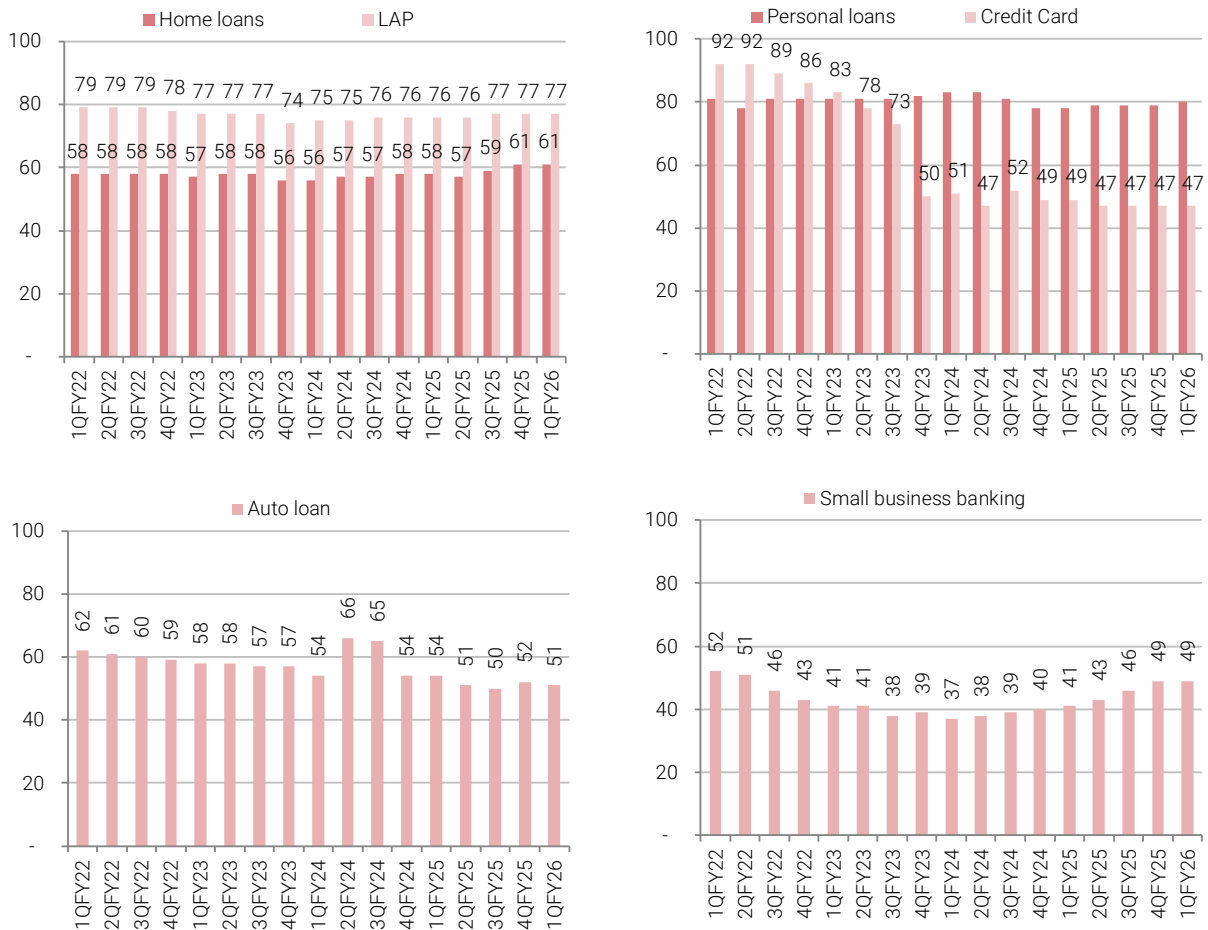 Home loans LAP
100
80
60
40
20
-
79 79 79 78 77 77 77 74 75 75 76 76 76 76 77 77 77
58 58 58 58 57 58 58 56 56 57 57 58 58 57 59 61 61
1QFY22 2QFY22 3QFY22 4QFY22 1QFY23 2QFY23 3QFY23 4QFY23 1QFY24 2QFY24 3QFY24 4QFY24 1QFY25 2QFY25 3QFY25 4QFY25 1QFY26
Personal loans Credit Card
100
80
60
40
20
-
92 92 89 86 83 78 73 50 51 47 52 49 49 47 47 47 47
1QFY22 2QFY22 3QFY22 4QFY22 1QFY23 2QFY23 3QFY23 4QFY23 1QFY24 2QFY24 3QFY24 4QFY24 1QFY25 2QFY25 3QFY25 4QFY25 1QFY26
Auto loan
100
80
60
40
20
-
62 61 60 59 58 58 57 57 54 66 65 54 54 51 50 52 51
1QFY22 2QFY22 3QFY22 4QFY22 1QFY23 2QFY23 3QFY23 4QFY23 1QFY24 2QFY24 3QFY24 4QFY24 1QFY25 2QFY25 3QFY25 4QFY25 1QFY26
Small business banking
100
80
60
40
20
-
52 51 46 43 41 41 38 39 37 38 39 40 41 43 46 49 49
1QFY22 2QFY22 3QFY22 4QFY22 1QFY23 2QFY23 3QFY23 4QFY23 1QFY24 2QFY24 3QFY24 4QFY24 1QFY25 2QFY25 3QFY25 4QFY25 1QFY26